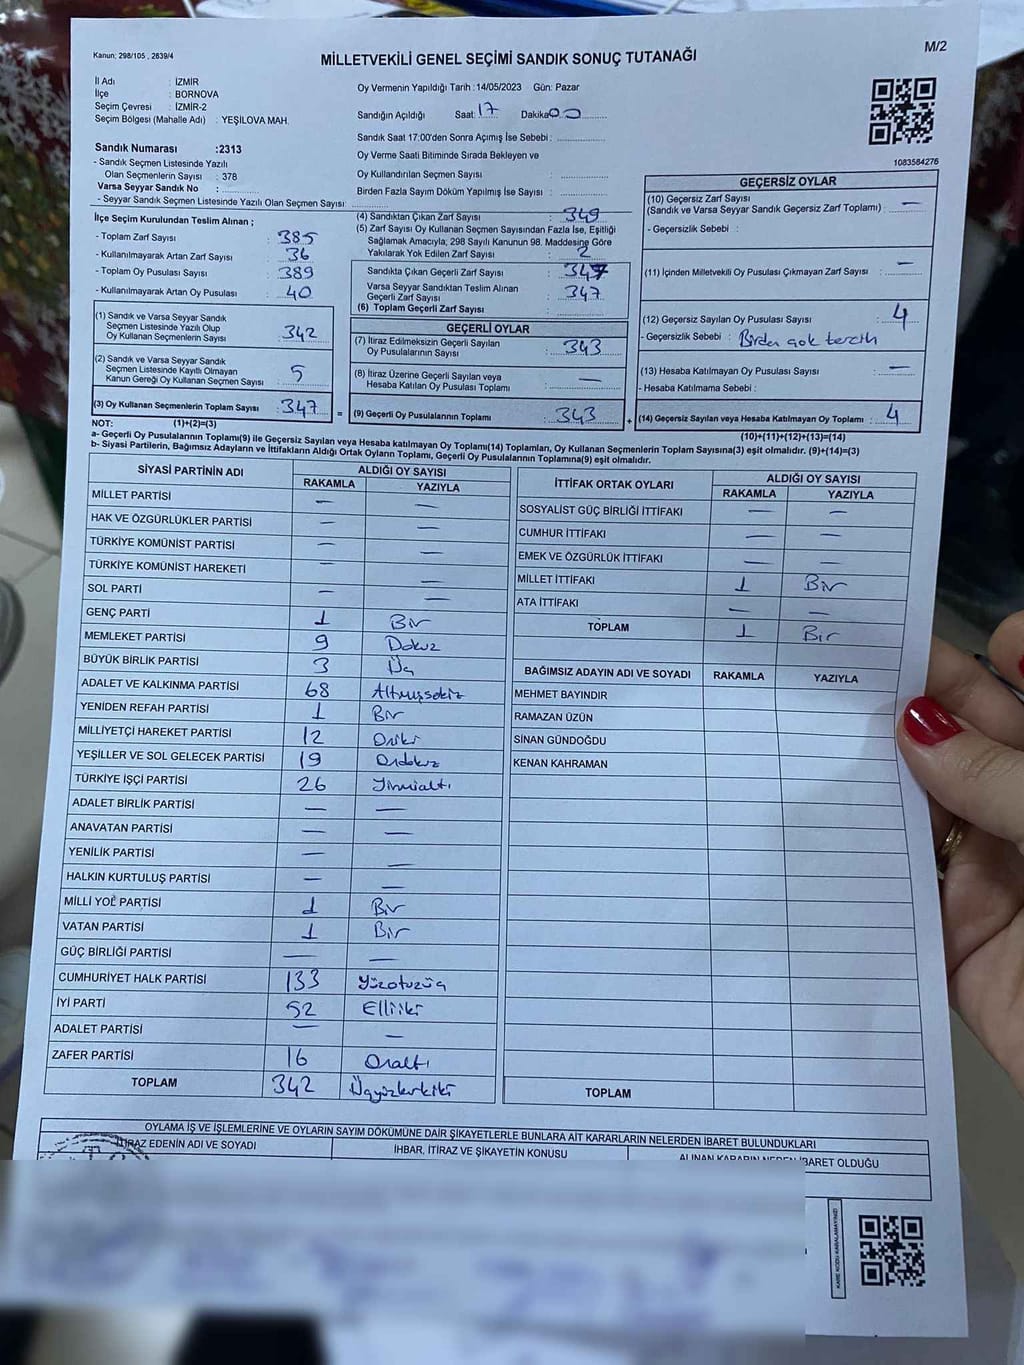 Kanun: 298/105 , 2839/4
M/2
MİLLETVEKİLİ GENEL SEÇİMİ SANDIK SONUÇ TUTANAĞI
İl Adı : İZMİR
İlçe : BORNOVA
Seçim Çevresi : İZMİR-2
Seçim Bölgesi (Mahalle Adı) : YEŞİLOVA MAH.
Sandık Numarası :2313
- Sandık Seçmen Listesinde Yazılı
Olan Seçmenlerin Sayısı : 378
Varsa Seyyar Sandık No :
- Seyyar Sandık Seçmen Listesinde Yazılı Olan Seçmen Sayısı:
Oy Vermenin Yapıldığı Tarih : 14/05/2023 Gün: Pazar
Sandığın Açıldığı Saat: 17 Dakika 00
Sandık Saat 17:00'den Sonra Açımış İse Sebebi :
Oy Verme Saati Bitiminde Sırada Bekleyen ve
Oy Kullandırılan Seçmen Sayısı :
Birden Fazla Sayım Döküm Yapılmış İse Sayısı :
1083584276
İlçe Seçim Kurulundan Teslim Alınan ;
- Toplam Zarf Sayısı : 385
- Kullanılmayarak Artan Zarf Sayısı : 36
- Toplam Oy Pusulası Sayısı : 389
- Kullanılmayarak Artan Oy Pusulası : 40
(1) Sandık ve Varsa Seyyar Sandık
Seçmen Listesinde Yazılı Olup
Oy Kullanan Seçmenlerin Sayısı : 342
(2) Sandık ve Varsa Seyyar Sandık
Seçmen Listesinde Kayıtlı Olmayan
Kanun Gereği Oy Kullanan Seçmen Sayısı : 5
(3) Oy Kullanan Seçmenlerin Toplam Sayısı : 347
(4) Sandıktan Çıkan Zarf Sayısı : 349
(5) Zarf Sayısı Oy Kullanan Seçmen Sayısından Fazla İse, Eşitliği
Sağlamak Amacıyla; 298 Sayılı Kanunun 98. Maddesine Göre
Yakılarak Yok Edilen Zarf Sayısı : 2
Sandıkta Çıkan Geçerli Zarf Sayısı : 347
Varsa Seyyar Sandıktan Teslim Alınan
Geçerli Zarf Sayısı : 347
(6) Toplam Geçerli Zarf Sayısı :
GEÇERLİ OYLAR
(7) İtiraz Edilmeksizin Geçerli Sayılan
Oy Pusulalarının Sayısı : 343
(8) İtiraz Üzerine Geçerli Sayılan veya
Hesaba Katılan Oy Pusulası Toplamı : —
= (9) Geçerli Oy Pusulalarının Toplamı : 343
GEÇERSİZ OYLAR
(10) Geçersiz Zarf Sayısı
(Sandık ve Varsa Seyyar Sandık Geçersiz Zarf Toplamı) : —
- Geçersizlik Sebebi :
(11) İçinden Milletvekili Oy Pusulası Çıkmayan Zarf Sayısı : —
(12) Geçersiz Sayılan Oy Pusulası Sayısı : 4
- Geçersizlik Sebebi : Birden çok tercih
(13) Hesaba Katılmayan Oy Pusulası Sayısı : —
- Hesaba Katılmama Sebebi :
+ (14) Geçersiz Sayılan veya Hesaba Katılmayan Oy Toplamı : 4
NOT: (1)+(2)=(3)
(10)+(11)+(12)+(13)=(14)
a- Geçerli Oy Pusulalarının Toplamı(9) ile Geçersiz Sayılan veya Hesaba katılmayan Oy Toplamı(14) Toplamları, Oy Kullanan Seçmenlerin Toplam Sayısına(3) eşit olmalıdır. (9)+(14)=(3)
b- Siyasi Partilerin, Bağımsız Adayların ve İttifakların Aldığı Ortak Oyların Toplamı, Geçerli Oy Pusulalarının Toplamına(9) eşit olmalıdır.
SİYASİ PARTİNİN ADI ALDIĞI OY SAYISI
RAKAMLA YAZIYLA
MİLLET PARTİSİ — —
HAK VE ÖZGÜRLÜKLER PARTİSİ — —
TÜRKİYE KOMÜNİST PARTİSİ — —
TÜRKİYE KOMÜNİST HAREKETİ — —
SOL PARTİ — —
GENÇ PARTİ 1 Bir
MEMLEKET PARTİSİ 9 Dokuz
BÜYÜK BİRLİK PARTİSİ 3 Üç
ADALET VE KALKINMA PARTİSİ 68 Altmışsekiz
YENİDEN REFAH PARTİSİ 1 Bir
MİLLİYETÇİ HAREKET PARTİSİ 12 Oniki
YEŞİLLER VE SOL GELECEK PARTİSİ 19 Ondokuz
TÜRKİYE İŞÇİ PARTİSİ 26 Yirmialtı
ADALET BİRLİK PARTİSİ — —
ANAVATAN PARTİSİ — —
YENİLİK PARTİSİ — —
HALKIN KURTULUŞ PARTİSİ — —
MİLLİ YOL PARTİSİ 1 Bir
VATAN PARTİSİ 1 Bir
GÜÇ BİRLİĞİ PARTİSİ — —
CUMHURİYET HALK PARTİSİ 133 Yüzotuzüç
İYİ PARTİ 52 Elliiki
ADALET PARTİSİ — —
ZAFER PARTİSİ 16 Onaltı
TOPLAM 342 Üçyüzkırkiki
İTTİFAK ORTAK OYLARI ALDIĞI OY SAYISI
RAKAMLA YAZIYLA
SOSYALİST GÜÇ BİRLİĞİ İTTİFAKI — —
CUMHUR İTTİFAKI — —
EMEK VE ÖZGÜRLÜK İTTİFAKI — —
MİLLET İTTİFAKI 1 Bir
ATA İTTİFAKI — —
TOPLAM 1 Bir
BAĞIMSIZ ADAYIN ADI VE SOYADI RAKAMLA YAZIYLA
MEHMET BAYINDIR
RAMAZAN ÜZÜN
SİNAN GÜNDOĞDU
KENAN KAHRAMAN
TOPLAM
OYLAMA İŞ VE İŞLEMLERİNE VE OYLARIN SAYIM DÖKÜMÜNE DAİR ŞİKAYETLERLE BUNLARA AİT KARARLARIN NELERDEN İBARET BULUNDUKLARI
İTİRAZ EDENİN ADI VE SOYADI İHBAR, İTİRAZ VE ŞİKAYETİN KONUSU ALINAN KARARIN NEDEN İBARET OLDUĞU
KARE KODU KARALAMAYINIZ!